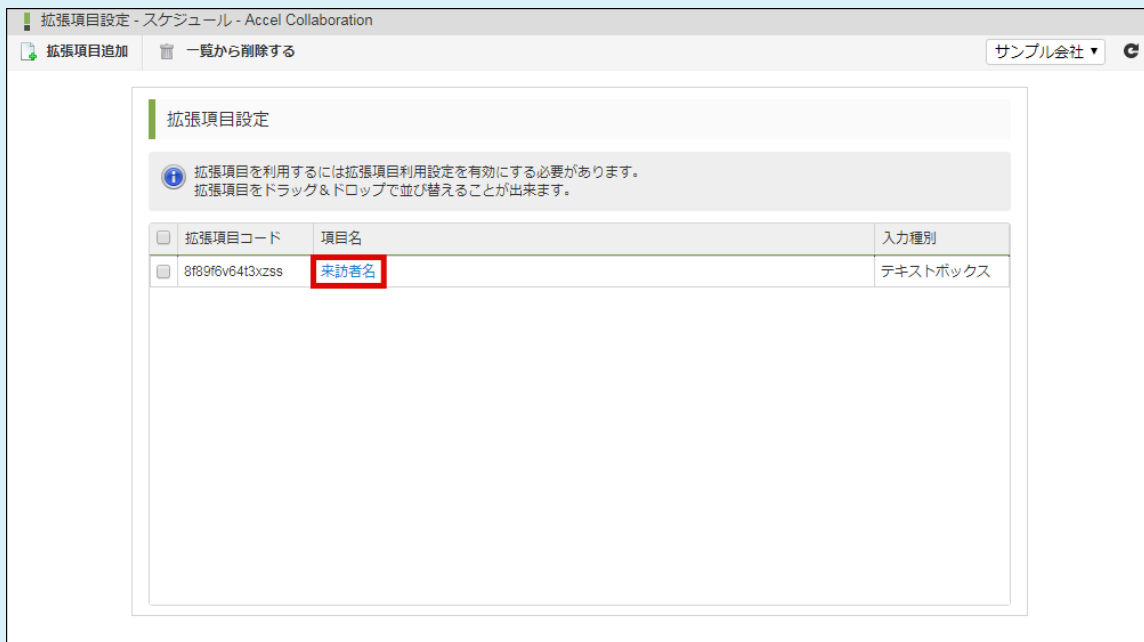 拡張項目設定 - スケジュール - Accel Collaboration
拡張項目追加 一覧から削除する サンプル会社
拡張項目設定
拡張項目を利用するには拡張項目利用設定を有効にする必要があります。
拡張項目をドラッグ＆ドロップで並び替えることが出来ます。
拡張項目コード 項目名 入力種別
8f89f6v64t3xzss 来訪者名 テキストボックス